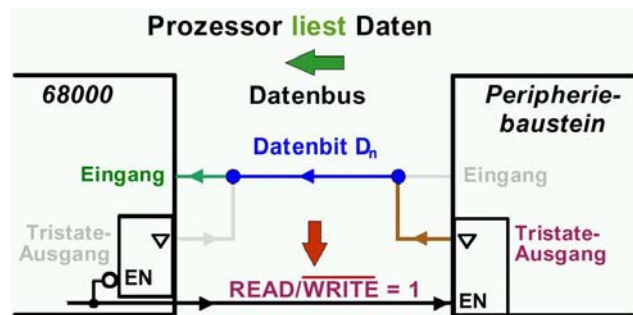 Prozessor liest Daten
68000
Datenbus
Peripherie-
baustein
Datenbit Dn
Eingang
Eingang
Tristate-
Ausgang
Tristate-
Ausgang
EN
READ/WRITE = 1
EN